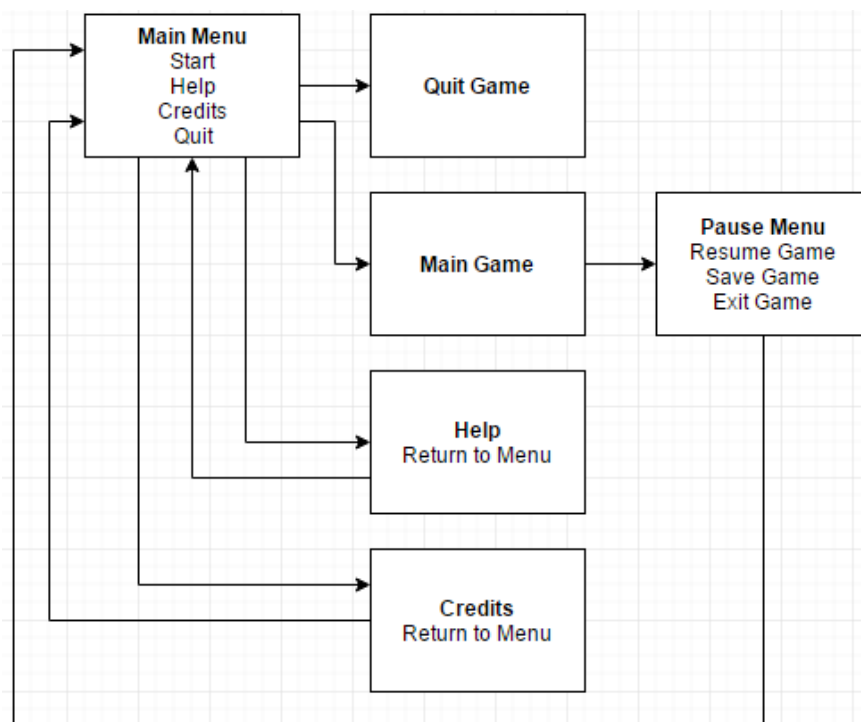 Main Menu
Start
Help
Credits
Quit
Quit Game
Main Game
Pause Menu
Resume Game
Save Game
Exit Game
Help
Return to Menu
Credits
Return to Menu